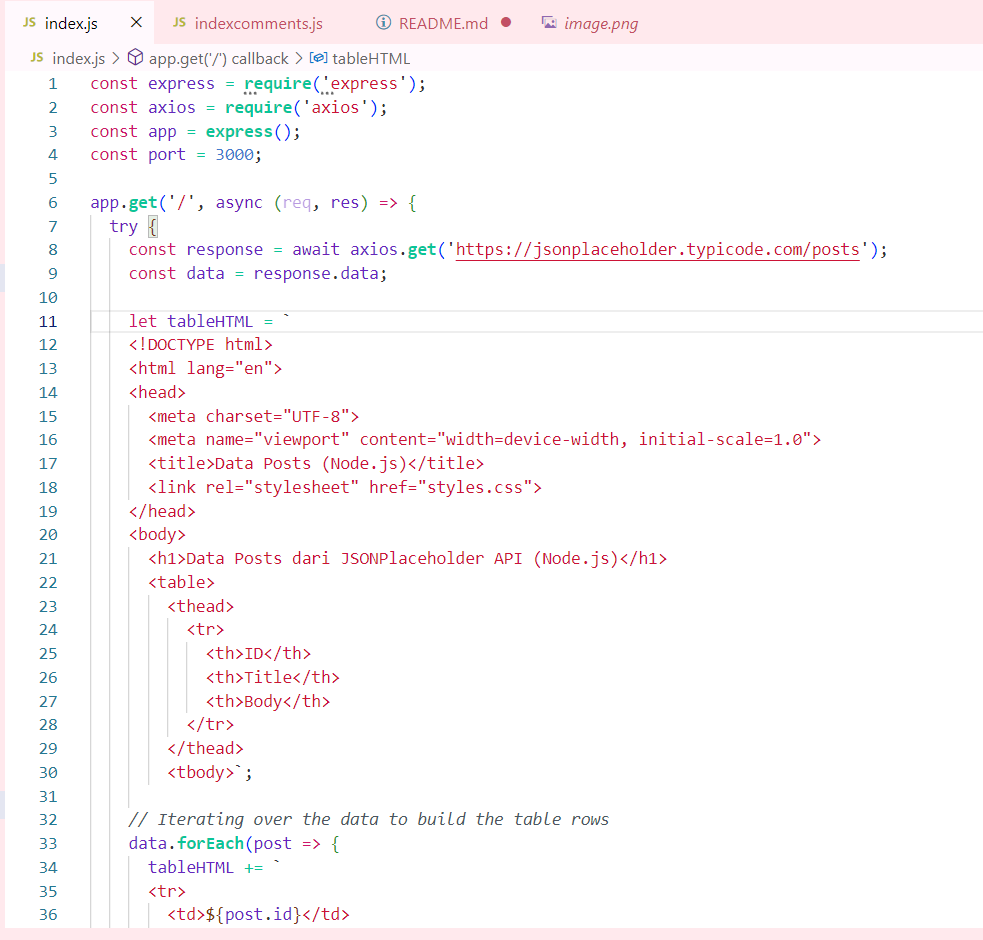 JS index.js × JS indexcomments.js ⓘ README.md ● image.png
JS index.js > app.get('/') callback > tableHTML
1 const express = require('express');
2 const axios = require('axios');
3 const app = express();
4 const port = 3000;
5
6 app.get('/', async (req, res) => {
7 try {
8 const response = await axios.get('https://jsonplaceholder.typicode.com/posts');
9 const data = response.data;
10
11 let tableHTML = `
12 <!DOCTYPE html>
13 <html lang="en">
14 <head>
15 <meta charset="UTF-8">
16 <meta name="viewport" content="width=device-width, initial-scale=1.0">
17 <title>Data Posts (Node.js)</title>
18 <link rel="stylesheet" href="styles.css">
19 </head>
20 <body>
21 <h1>Data Posts dari JSONPlaceholder API (Node.js)</h1>
22 <table>
23 <thead>
24 <tr>
25 <th>ID</th>
26 <th>Title</th>
27 <th>Body</th>
28 </tr>
29 </thead>
30 <tbody>`;
31
32 // Iterating over the data to build the table rows
33 data.forEach(post => {
34 tableHTML += `
35 <tr>
36 <td>${post.id}</td>